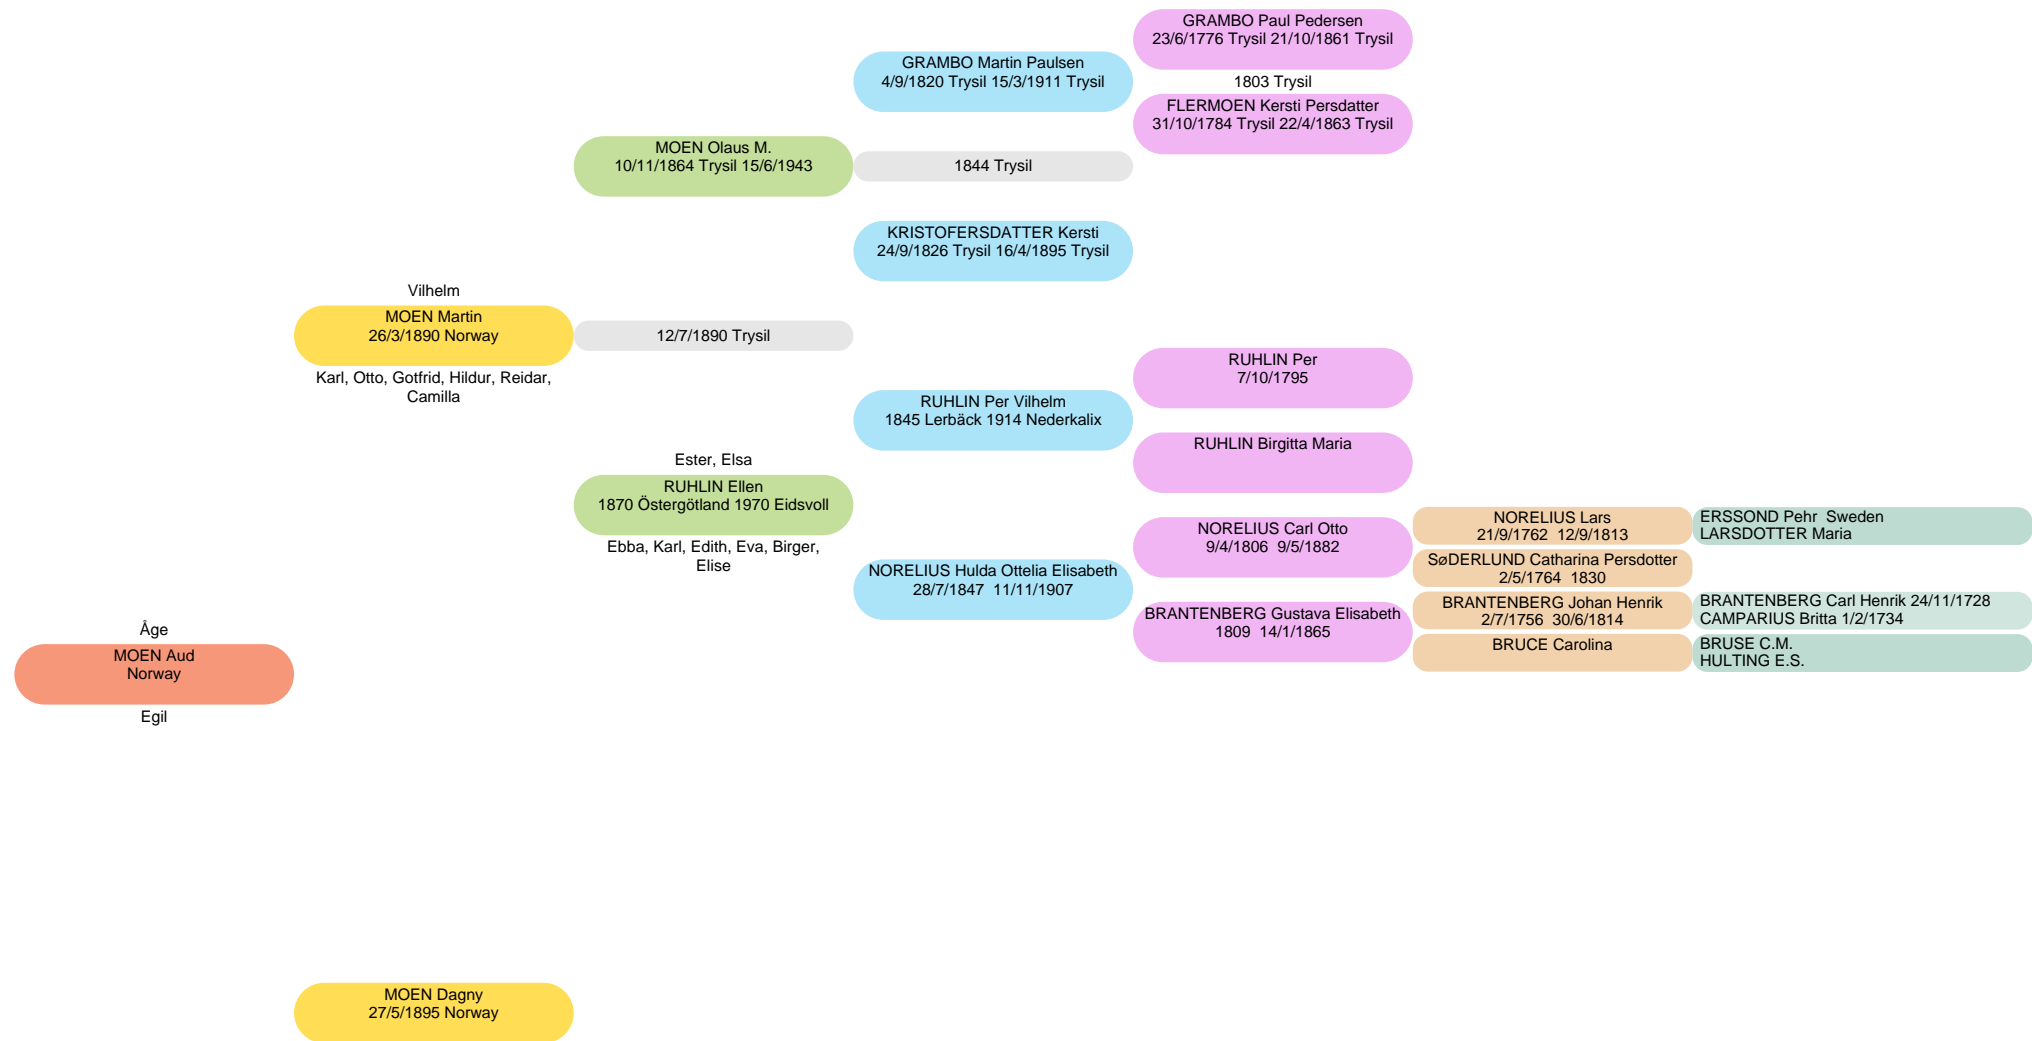 GRAMBO Paul Pedersen
23/6/1776 Trysil 21/10/1861 Trysil
GRAMBO Martin Paulsen
4/9/1820 Trysil 15/3/1911 Trysil
1803 Trysil
FLERMOEN Kersti Persdatter
31/10/1784 Trysil 22/4/1863 Trysil
MOEN Olaus M.
10/11/1864 Trysil 15/6/1943
1844 Trysil
KRISTOFERSDATTER Kersti
24/9/1826 Trysil 16/4/1895 Trysil
Vilhelm
MOEN Martin
26/3/1890 Norway
Karl, Otto, Gotfrid, Hildur, Reidar,
Camilla
12/7/1890 Trysil
RUHLIN Per
7/10/1795
RUHLIN Per Vilhelm
1845 Lerbäck 1914 Nederkalix
RUHLIN Birgitta Maria
Ester, Elsa
RUHLIN Ellen
1870 Östergötland 1970 Eidsvoll
Ebba, Karl, Edith, Eva, Birger,
Elise
NORELIUS Carl Otto
9/4/1806  9/5/1882
NORELIUS Lars
21/9/1762  12/9/1813
ERSSOND Pehr  Sweden
LARSDOTTER Maria
SøDERLUND Catharina Persdotter
2/5/1764  1830
NORELIUS Hulda Ottelia Elisabeth
28/7/1847  11/11/1907
BRANTENBERG Gustava Elisabeth
1809  14/1/1865
BRANTENBERG Johan Henrik
2/7/1756  30/6/1814
BRANTENBERG Carl Henrik 24/11/1728
CAMPARIUS Britta 1/2/1734
BRUCE Carolina
BRUSE C.M.
HULTING E.S.
Åge
MOEN Aud
Norway
Egil
MOEN Dagny
27/5/1895 Norway